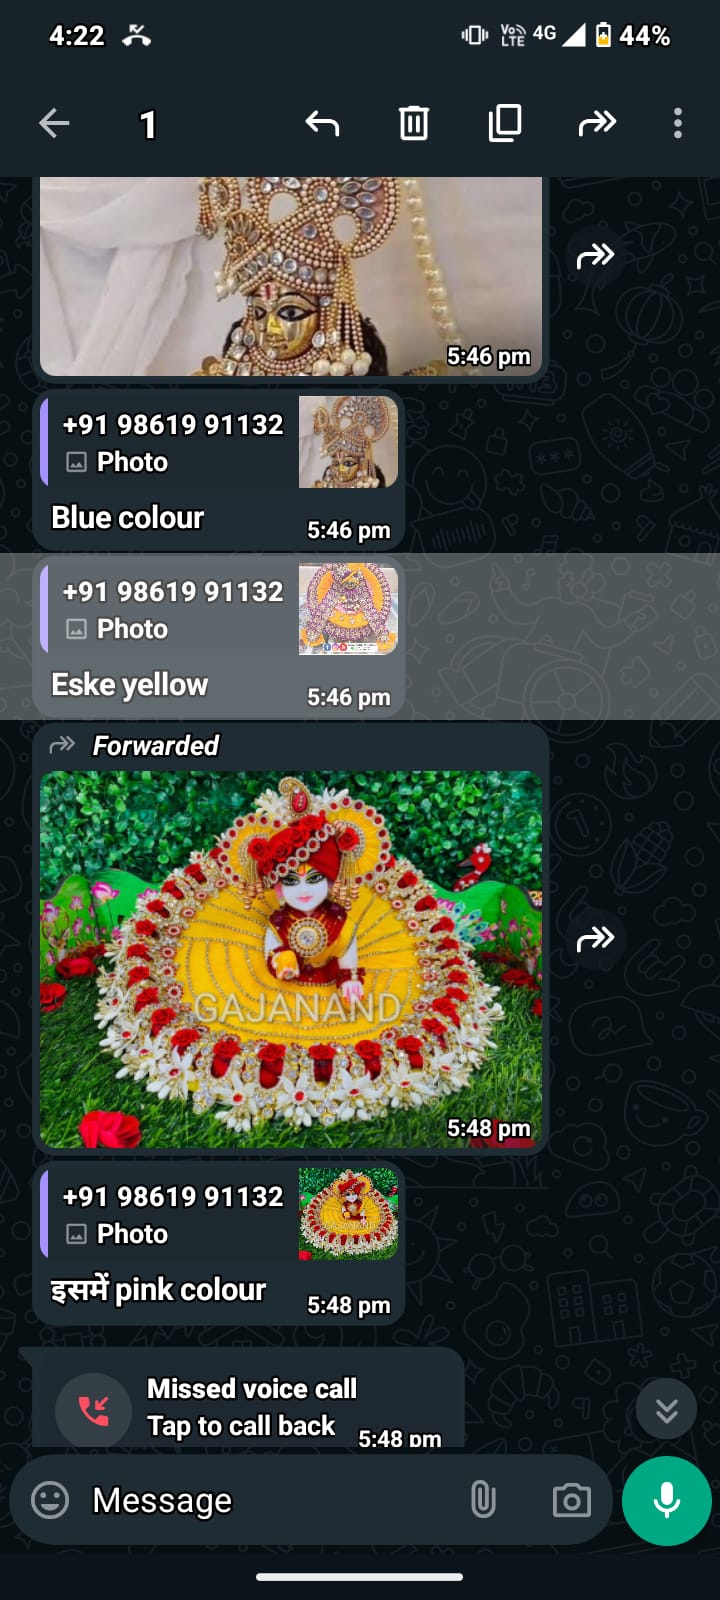 4:22
Vo LTE 4G 44%
1
5:46 pm
+91 98619 91132
Photo
Blue colour
5:46 pm
+91 98619 91132
Photo
Eske yellow
5:46 pm
Forwarded
GAJANAND
5:48 pm
+91 98619 91132
Photo
इसमें pink colour
5:48 pm
Missed voice call
Tap to call back
5:48 pm
Message